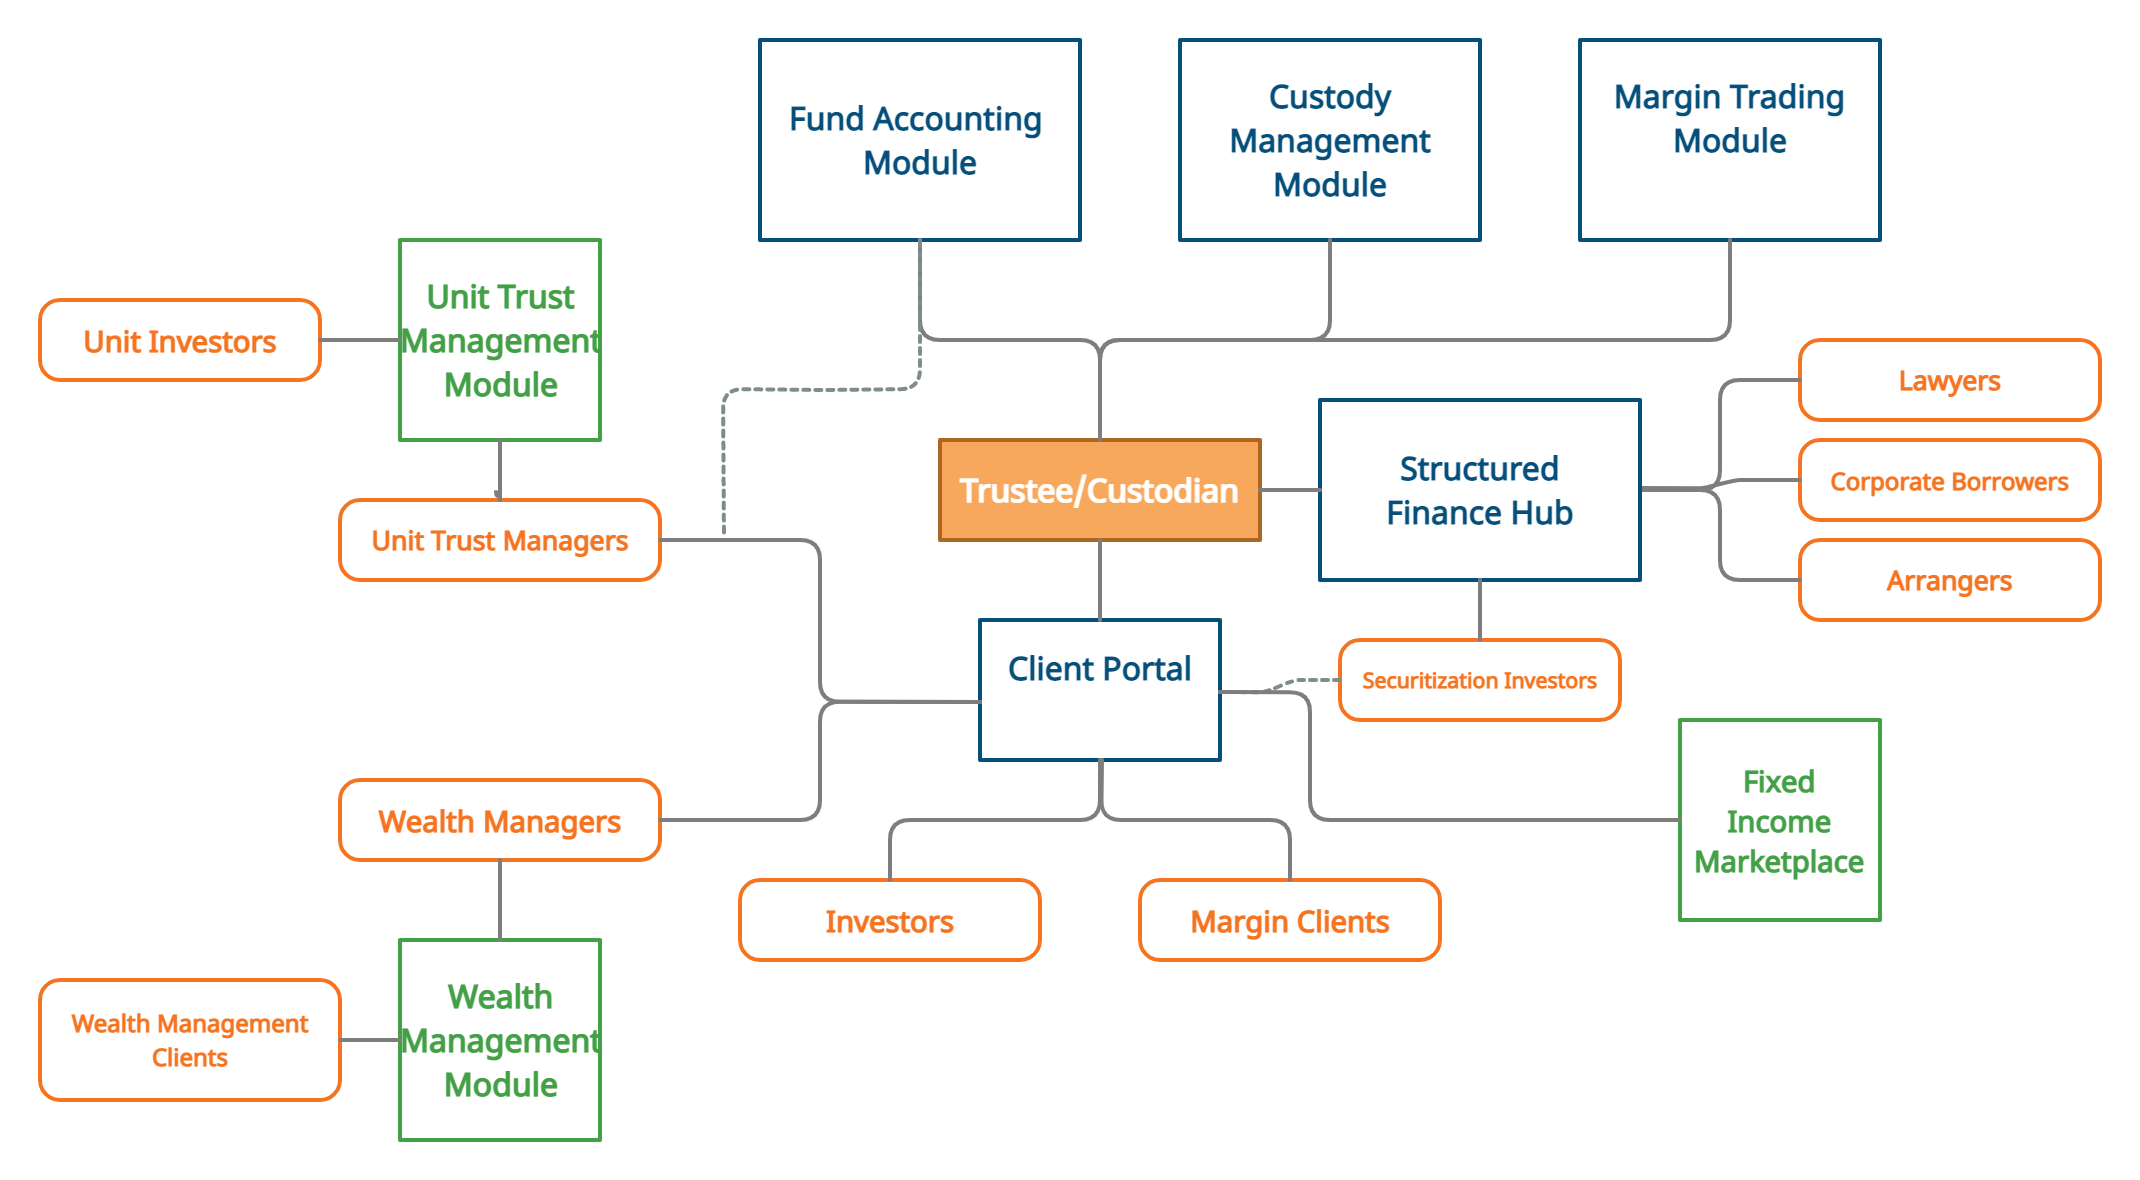 Fund Accounting
Module
Custody
Management
Module
Margin Trading
Module
Unit Trust
Management
Module
Unit Investors
Lawyers
Structured
Finance Hub
Trustee/Custodian
Corporate Borrowers
Unit Trust Managers
Arrangers
Client Portal
Securitization Investors
Fixed
Income
Marketplace
Wealth Managers
Investors
Margin Clients
Wealth
Management
Module
Wealth Management
Clients